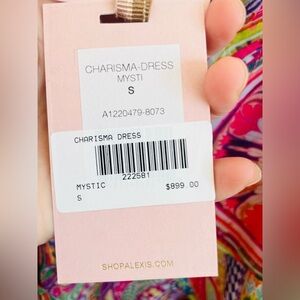 CHARISMA-DRESS
MYSTI
S
A1220479-8073
CHARISMA DRESS
222581
MYSTIC
$899.00
S
SHOPALEXIS.COM